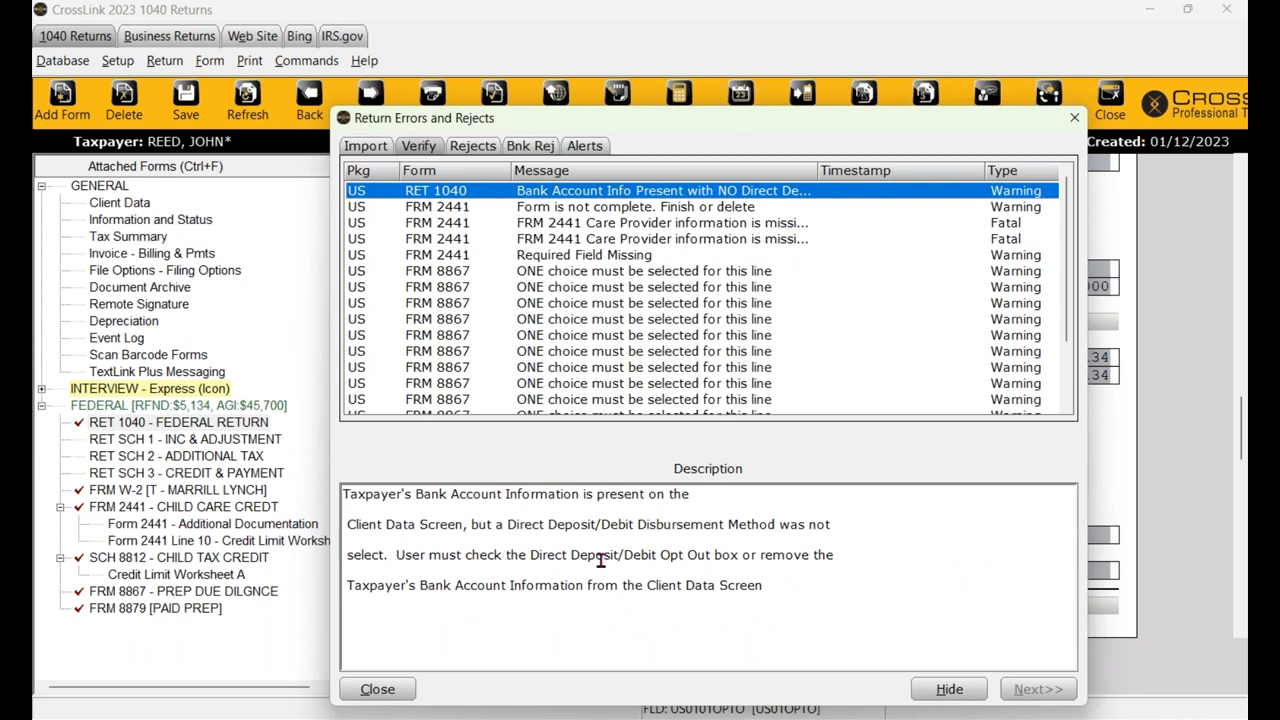 CrossLink 2023 1040 Returns
1040 Returns Business Returns Web Site Bing IRS.gov
Database Setup Return Form Print Commands Help
Add Form Delete Save Refresh Back Close
Professional
Taxpayer: REED, JOHN*
Created: 01/12/2023
Attached Forms (Ctrl+F)
GENERAL
Client Data
Information and Status
Tax Summary
Invoice - Billing & Pmts
File Options - Filing Options
Document Archive
Remote Signature
Depreciation
Event Log
Scan Barcode Forms
TextLink Plus Messaging
INTERVIEW - Express (Icon)
FEDERAL [RFND:$5,134, AGI:$45,700]
RET 1040 - FEDERAL RETURN
RET SCH 1 - INC & ADJUSTMENT
RET SCH 2 - ADDITIONAL TAX
RET SCH 3 - CREDIT & PAYMENT
FRM W-2 [T - MARRILL LYNCH]
FRM 2441 - CHILD CARE CREDT
Form 2441 - Additional Documentation
Form 2441 Line 10 - Credit Limit Worksh
SCH 8812 - CHILD TAX CREDIT
Credit Limit Worksheet A
FRM 8867 - PREP DUE DILGNCE
FRM 8879 [PAID PREP]
Return Errors and Rejects
Import Verify Rejects Bnk Rej Alerts
Pkg Form Message Timestamp Type
US RET 1040 Bank Account Info Present with NO Direct De... Warning
US FRM 2441 Form is not complete. Finish or delete Warning
US FRM 2441 FRM 2441 Care Provider information is missi... Fatal
US FRM 2441 FRM 2441 Care Provider information is missi... Fatal
US FRM 2441 Required Field Missing Warning
US FRM 8867 ONE choice must be selected for this line Warning
US FRM 8867 ONE choice must be selected for this line Warning
US FRM 8867 ONE choice must be selected for this line Warning
US FRM 8867 ONE choice must be selected for this line Warning
US FRM 8867 ONE choice must be selected for this line Warning
US FRM 8867 ONE choice must be selected for this line Warning
US FRM 8867 ONE choice must be selected for this line Warning
US FRM 8867 ONE choice must be selected for this line Warning
US FRM 8867 ONE choice must be selected for this line Warning
Description
Taxpayer's Bank Account Information is present on the
Client Data Screen, but a Direct Deposit/Debit Disbursement Method was not
select. User must check the Direct Deposit/Debit Opt Out box or remove the
Taxpayer's Bank Account Information from the Client Data Screen
Close Hide Next>>